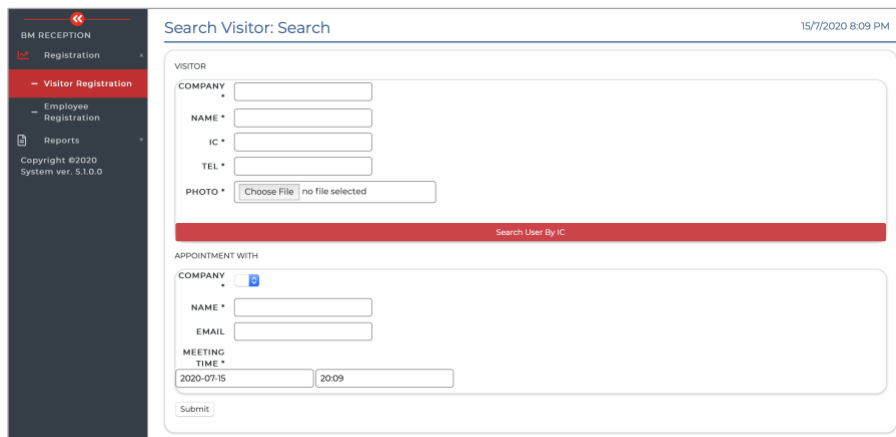 BM RECEPTION
Registration
– Visitor Registration
– Employee
Registration
Reports
Copyright ©2020
System ver. 5.1.0.0
Search Visitor: Search
15/7/2020 8:09 PM
VISITOR
COMPANY
*
NAME *
IC *
TEL *
PHOTO * Choose File no file selected
Search User By IC
APPOINTMENT WITH
COMPANY
*
NAME *
EMAIL
MEETING
TIME *
2020-07-15 20:09
Submit